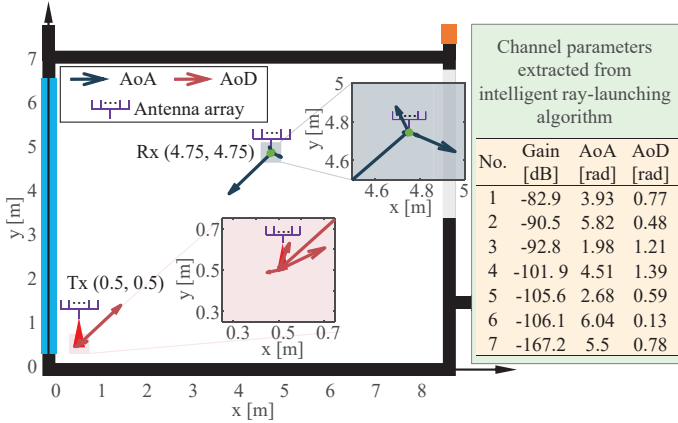 7
6
5
4
3
2
1
0
y [m]
0 1 2 3 4 5 6 7 8
x [m]
AoA AoD
Antenna array
Rx (4.75, 4.75)
Tx (0.5, 0.5)
5
4.8
4.6
y [m]
4.6 4.8 5
x [m]
0.7
0.5
0.3
y [m]
0.3 0.5 0.7
x [m]
Channel parameters
extracted from
intelligent ray-launching
algorithm
No. Gain [dB] AoA [rad] AoD [rad]
1 -82.9 3.93 0.77
2 -90.5 5.82 0.48
3 -92.8 1.98 1.21
4 -101. 9 4.51 1.39
5 -105.6 2.68 0.59
6 -106.1 6.04 0.13
7 -167.2 5.5 0.78